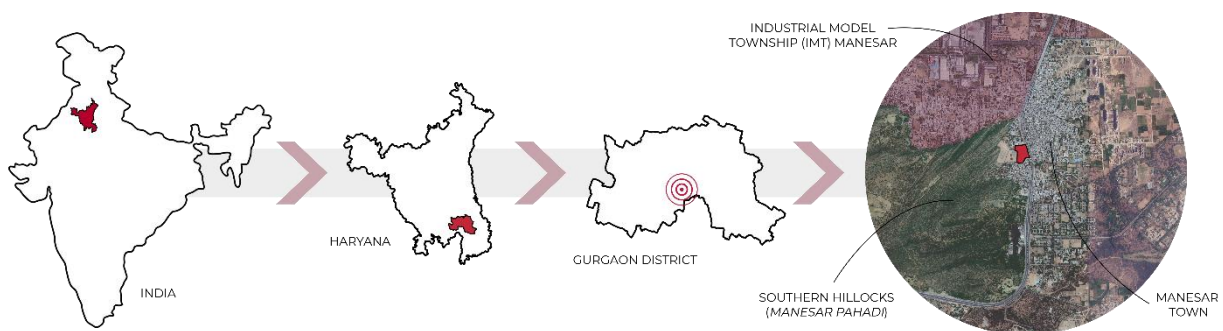 INDUSTRIAL MODEL
TOWNSHIP (IMT) MANESAR
HARYANA
GURGAON DISTRICT
INDIA
SOUTHERN HILLOCKS
(MANESAR PAHADI)
MANESAR
TOWN